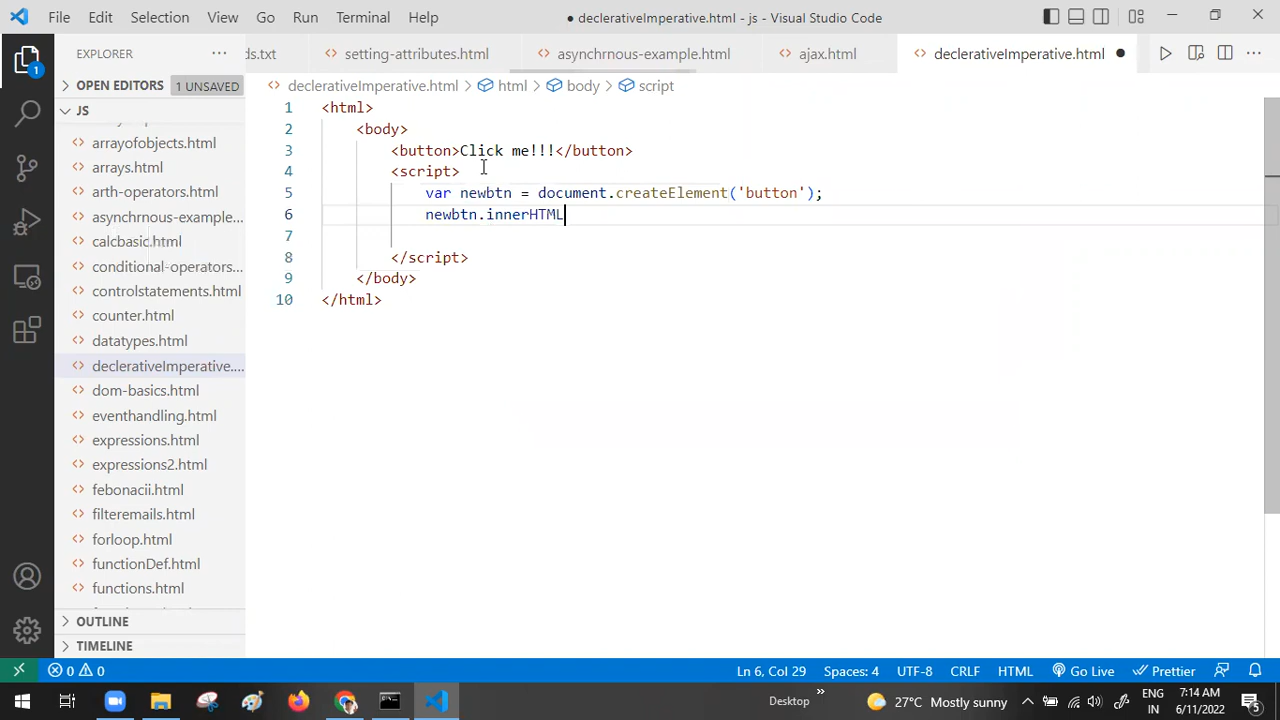 File Edit Selection View Go Run Terminal Help
● declerativeImperative.html - js - Visual Studio Code
EXPLORER
ds.txt setting-attributes.html asynchrnous-example.html ajax.html declerativeImperative.html
OPEN EDITORS 1 UNSAVED
declerativeImperative.html > html > body > script
1
JS
arrayofobjects.html
arrays.html
arth-operators.html
asynchrnous-example...
calcbasic.html
conditional-operators...
controlstatements.html
counter.html
datatypes.html
declerativeImperative....
dom-basics.html
eventhandling.html
expressions.html
expressions2.html
febonacii.html
filteremails.html
forloop.html
functionDef.html
functions.html
OUTLINE
TIMELINE
1 <html>
2 <body>
3 <button>Click me!!!</button>
4 <script>
5 var newbtn = document.createElement('button');
6 newbtn.innerHTML
7
8 </script>
9 </body>
10 </html>
0 0 Ln 6, Col 29 Spaces: 4 UTF-8 CRLF HTML Go Live Prettier
Desktop 27°C Mostly sunny ENG IN 7:14 AM 6/11/2022 5